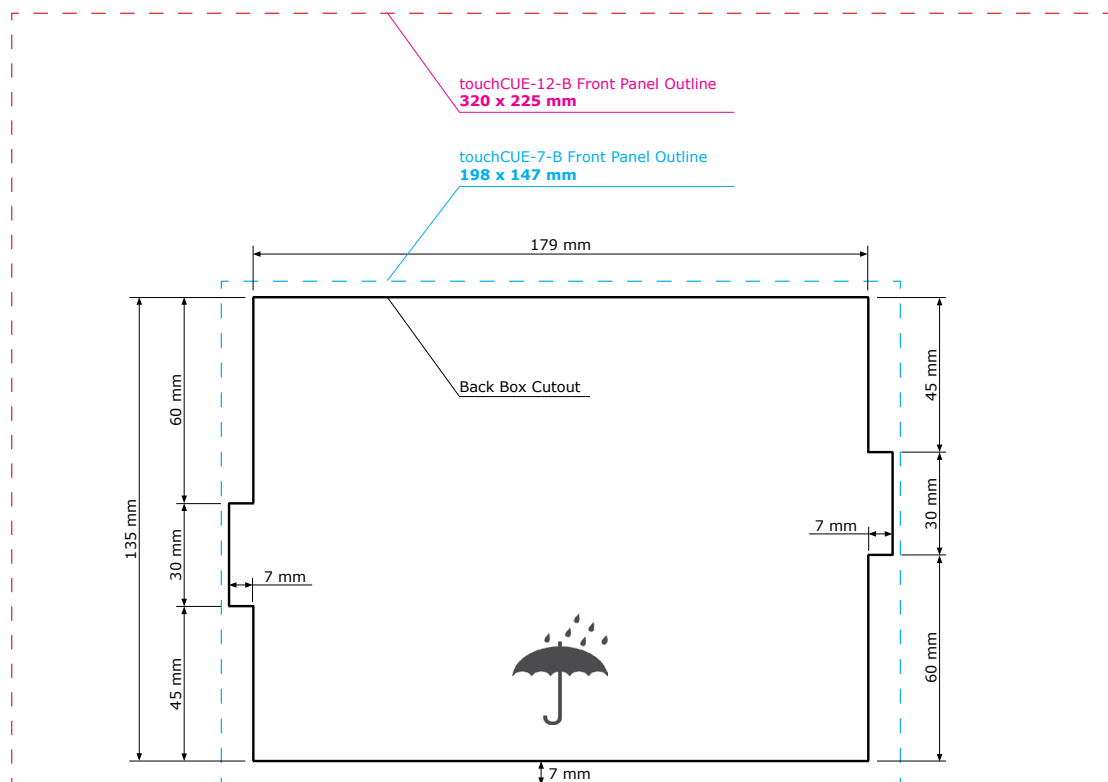 touchCUE-12-B Front Panel Outline
320 x 225 mm
touchCUE-7-B Front Panel Outline
198 x 147 mm
179 mm
Back Box Cutout
60 mm
45 mm
135 mm
30 mm
30 mm
7 mm
7 mm
45 mm
60 mm
7 mm